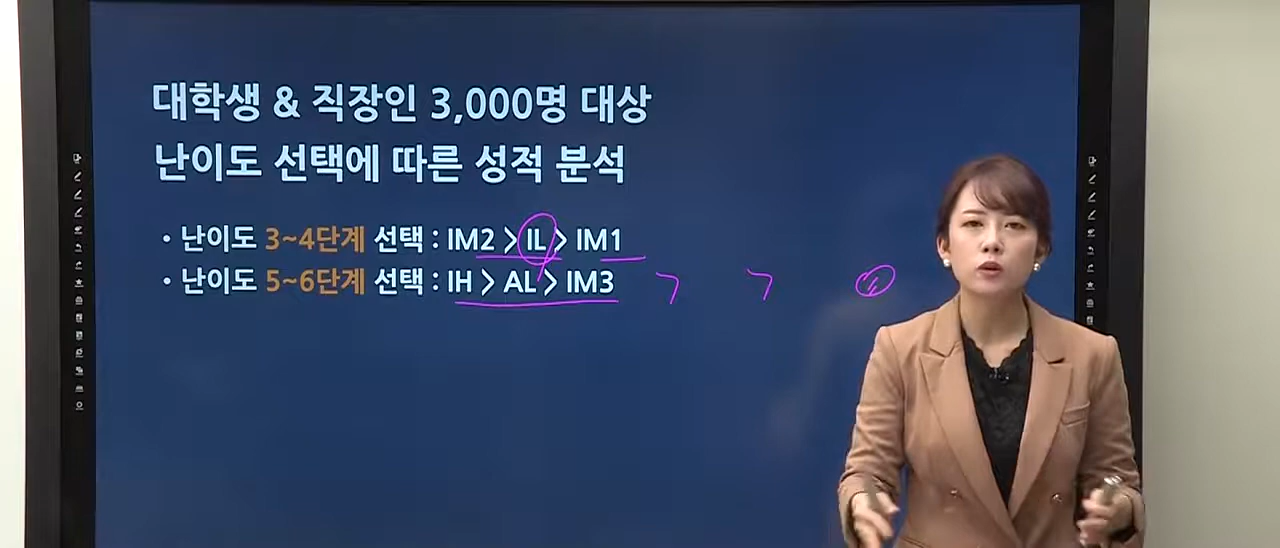 대학생 & 직장인 3,000명 대상
난이도 선택에 따른 성적 분석
• 난이도 3~4단계 선택 : IM2 > IL > IM1
• 난이도 5~6단계 선택 : IH > AL > IM3 > >